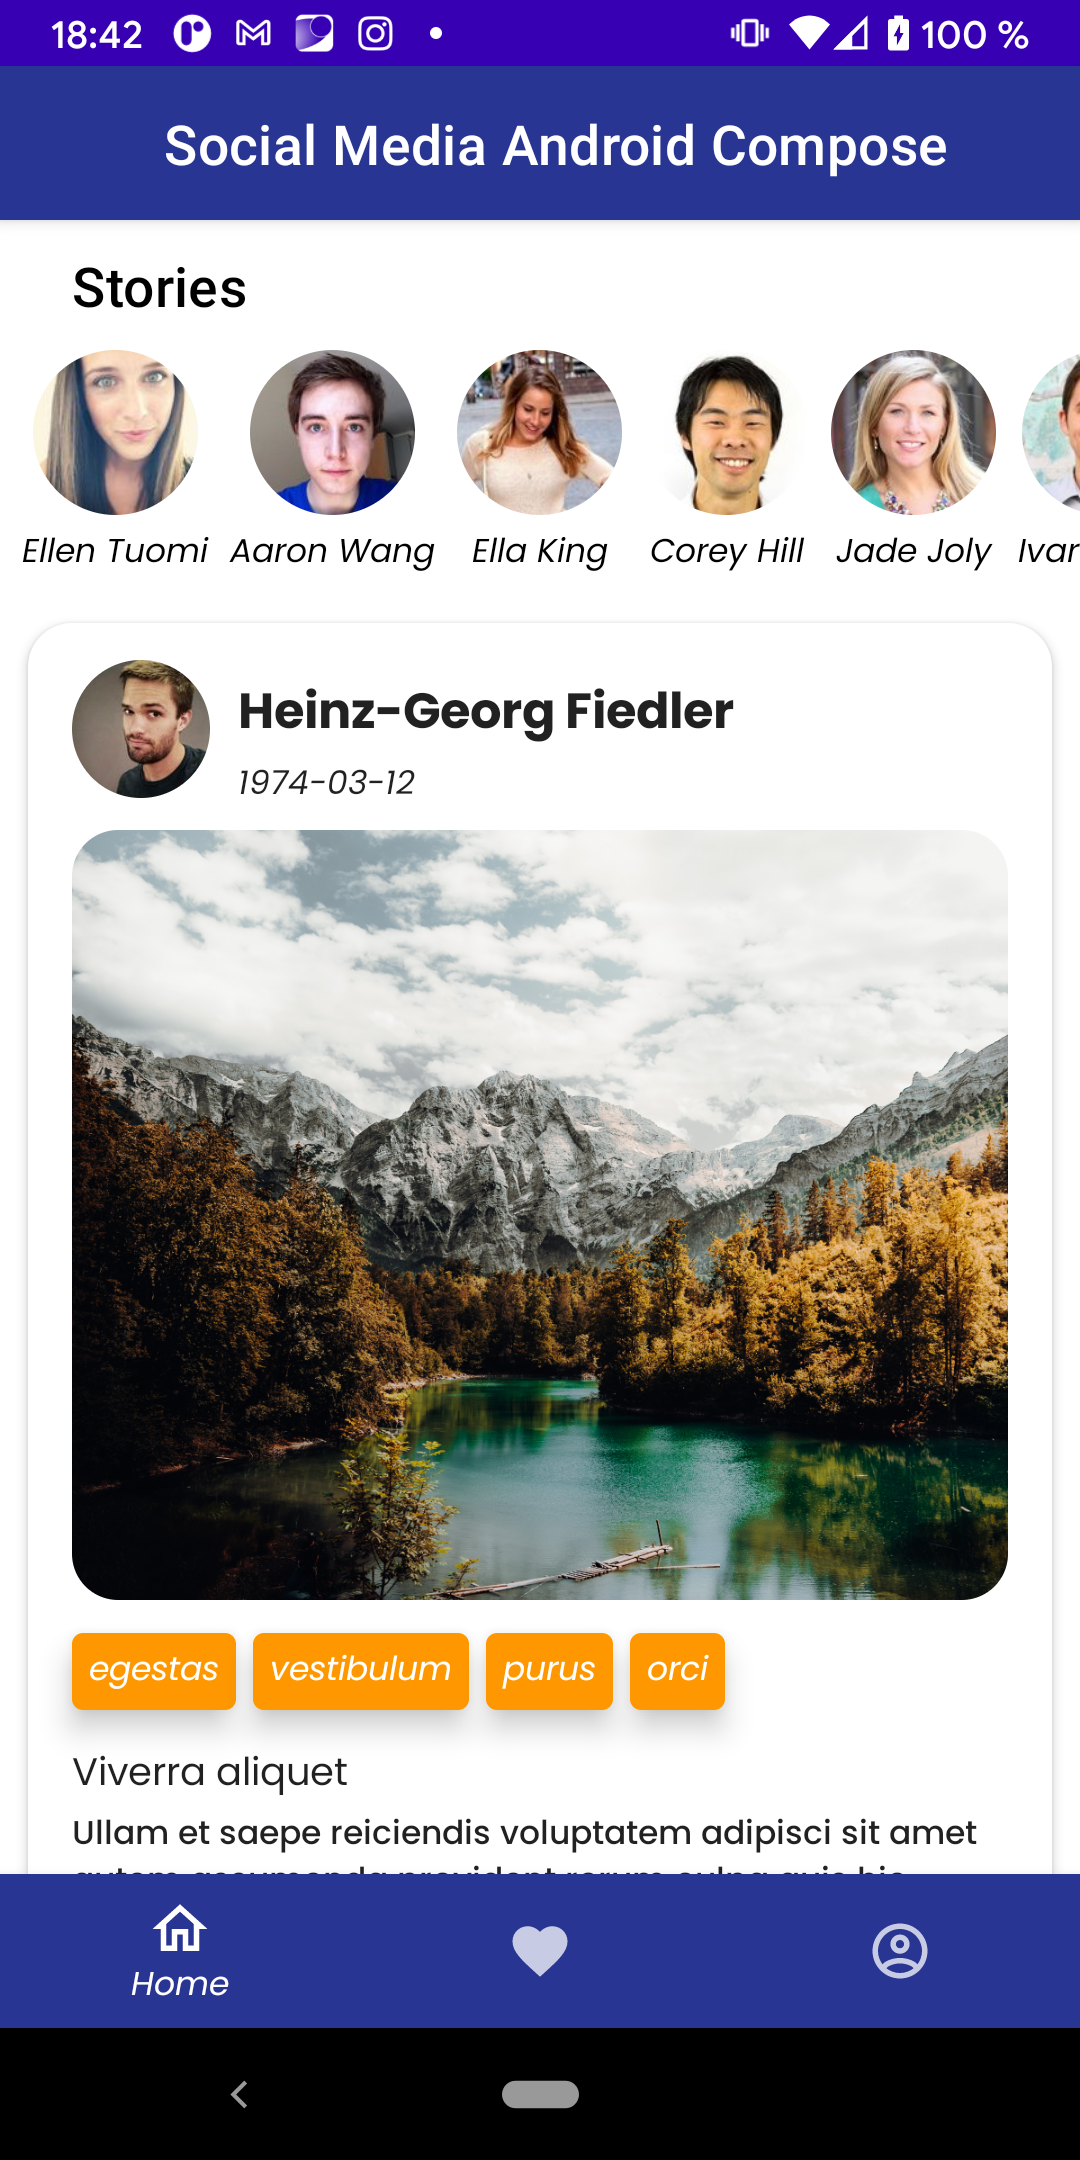 18:42 100 %
Social Media Android Compose
Stories
Ellen Tuomi Aaron Wang Ella King Corey Hill Jade Joly Ivar
Heinz-Georg Fiedler
1974-03-12
egestas vestibulum purus orci
Viverra aliquet
Ullam et saepe reiciendis voluptatem adipisci sit amet
Home